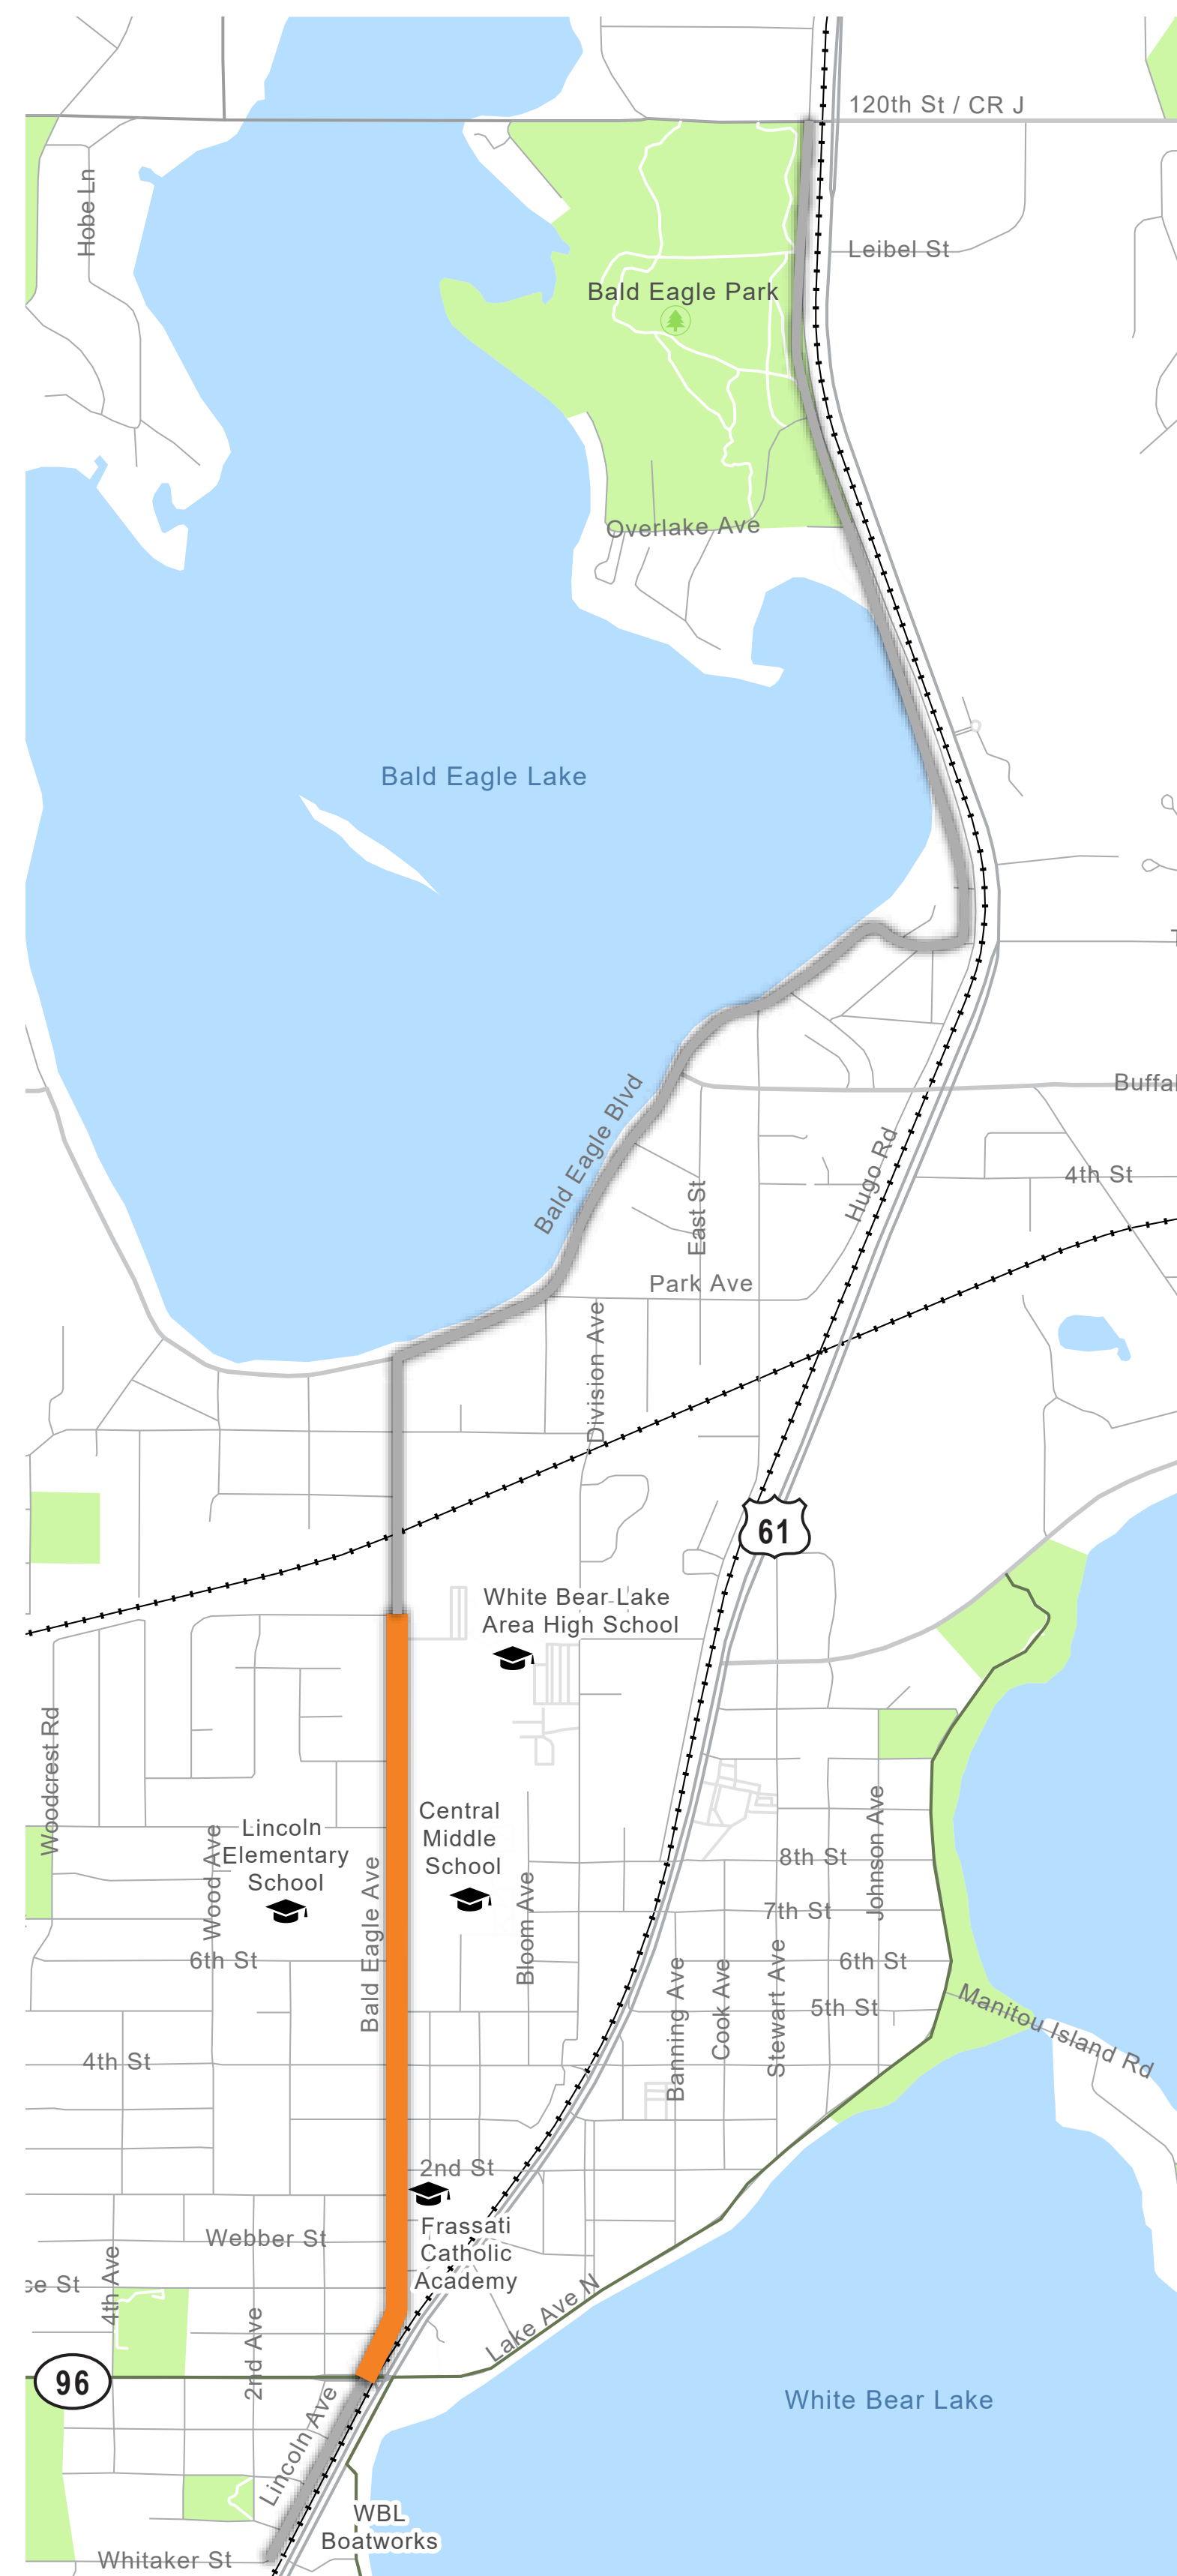 120th St / CR J
Hobe Ln
Leibel St
Bald Eagle Park
Overlake Ave
Bald Eagle Lake
Bald Eagle Blvd
Buffal
Hugo Rd
4th St
East St
Park Ave
Division Ave
61
White Bear Lake
Area High School
Woodcrest Rd
Lincoln
Elementary
School
Central
Middle
School
Wood Ave
Bald Eagle Ave
Bloom Ave
8th St
Johnson Ave
7th St
6th St
6th St
Banning Ave
Cook Ave
Stewart Ave
5th St
Manitou Island Rd
4th St
2nd St
Webber St
Frassati
Catholic
Academy
ce St
4th Ave
2nd Ave
Lake Ave N
96
White Bear Lake
Lincoln Ave
WBL
Boatworks
Whitaker St